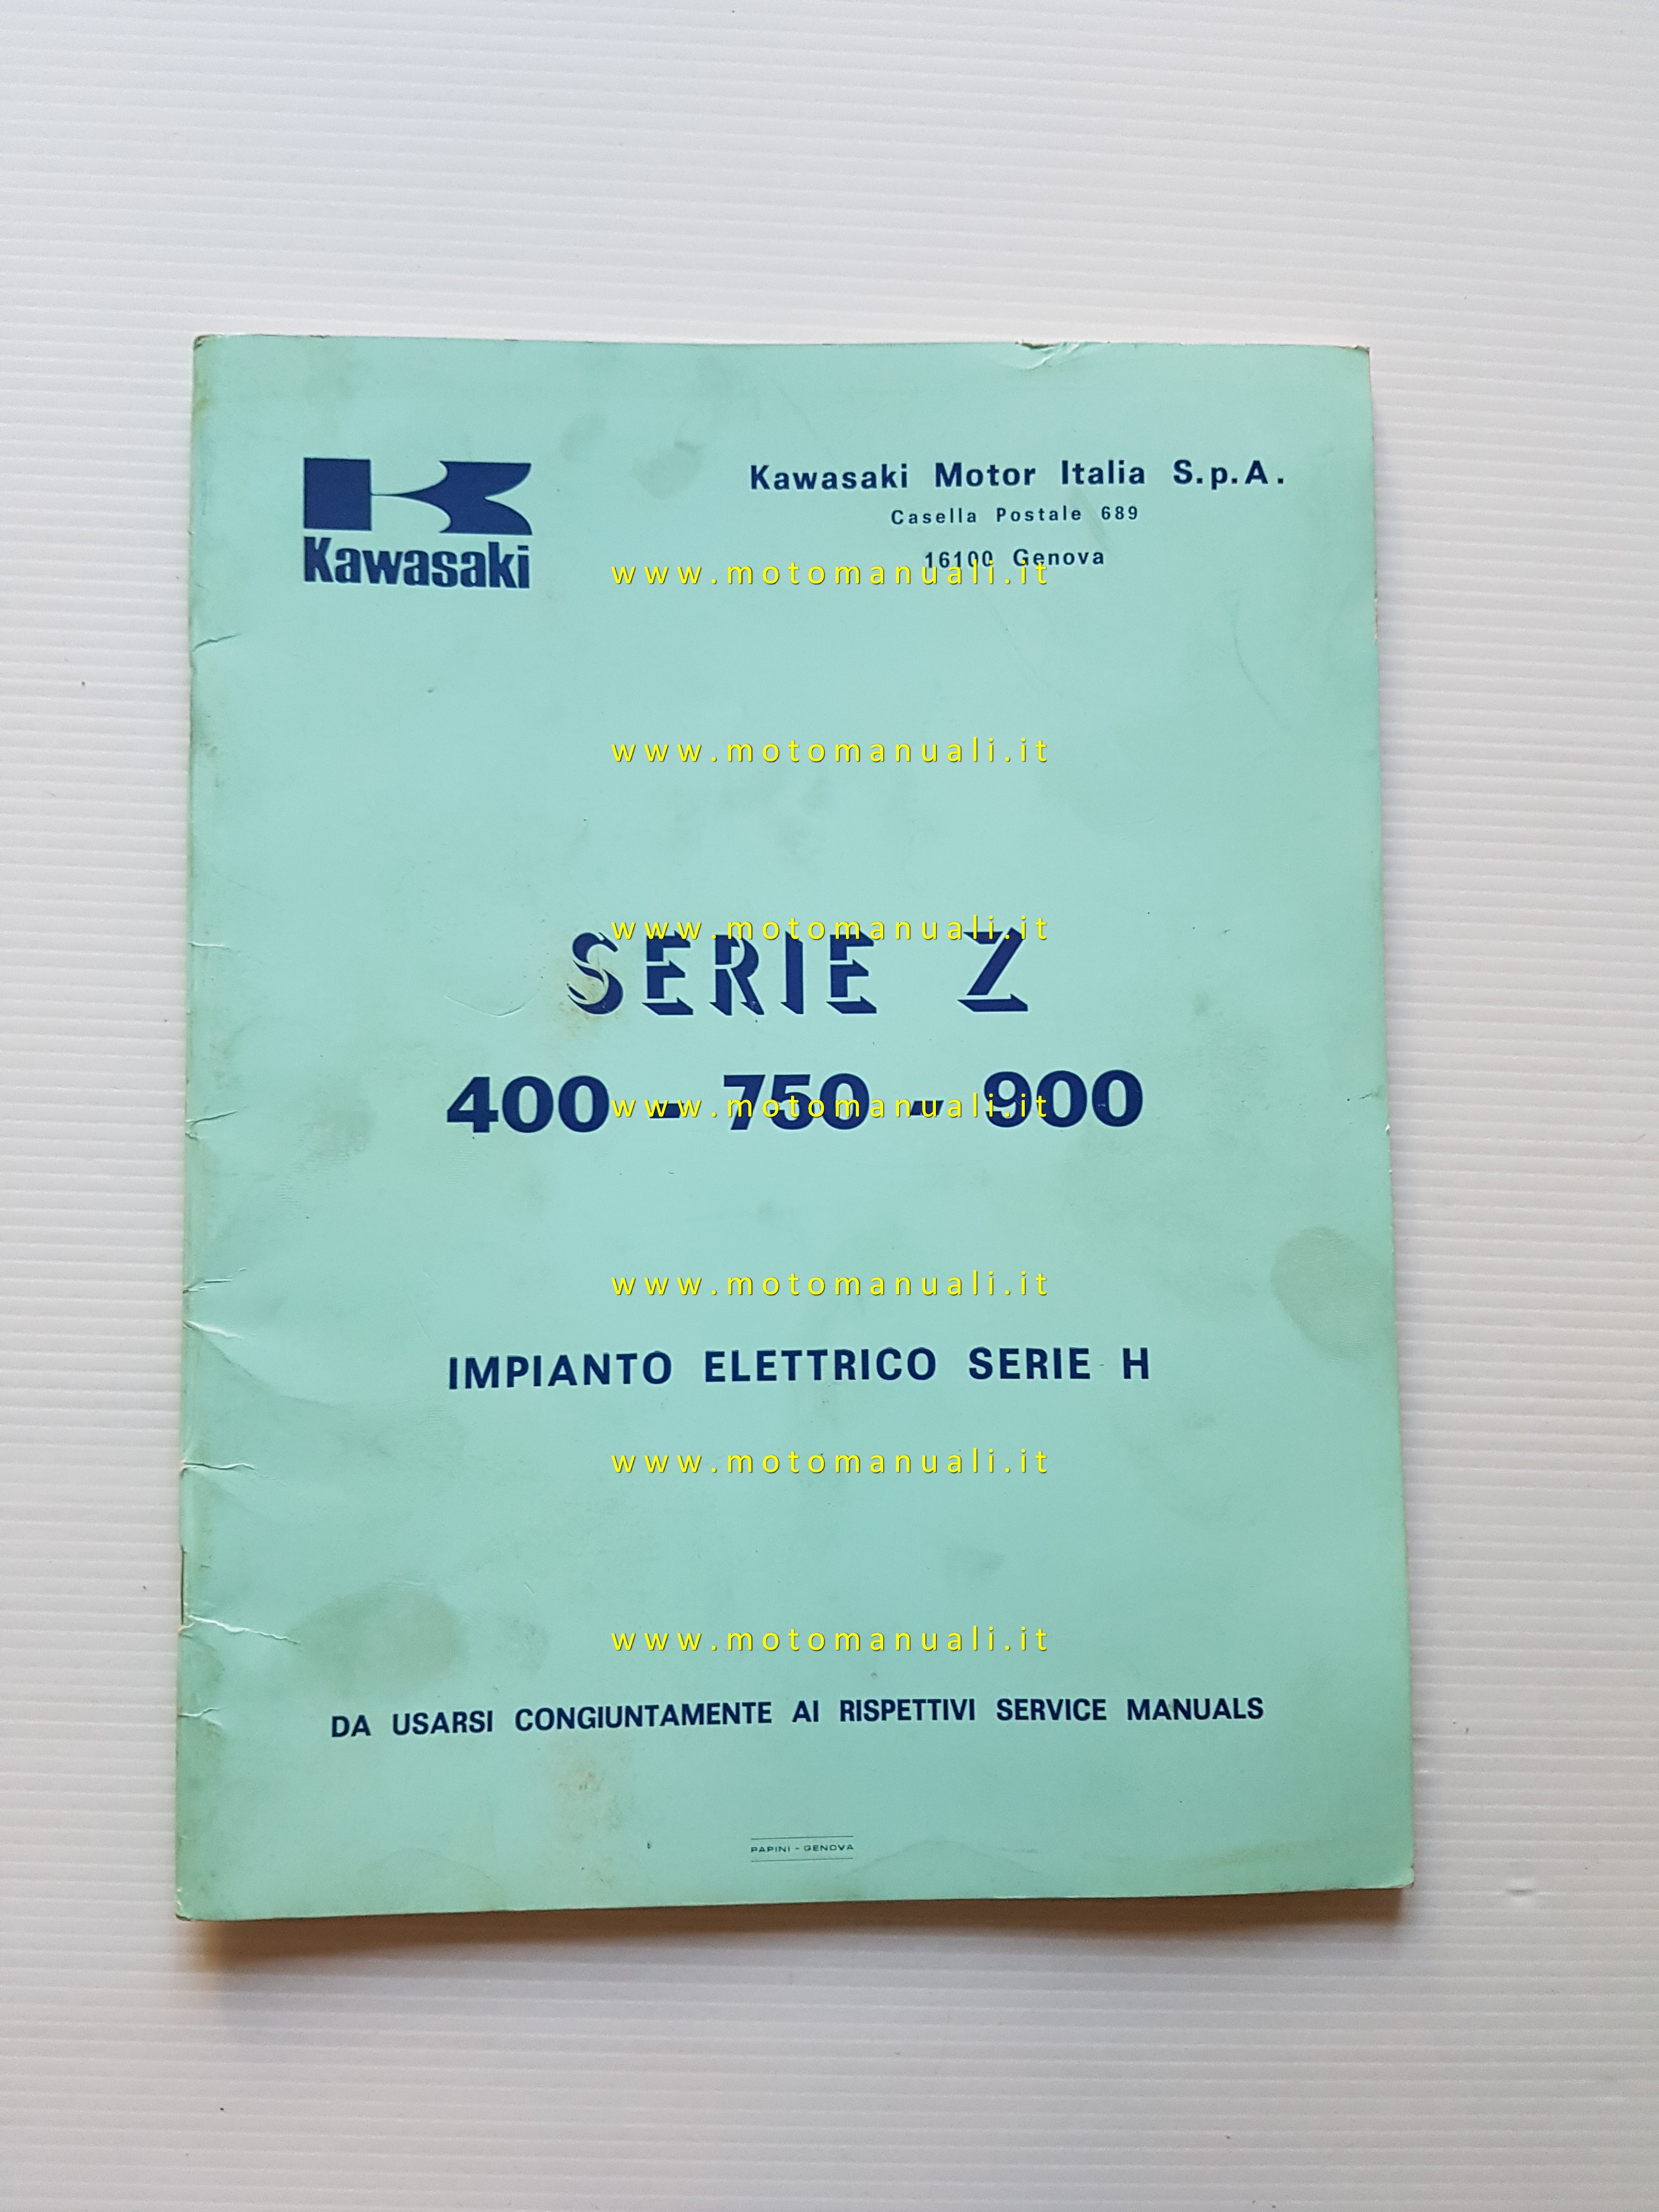 Kawasaki
Kawasaki Motor Italia S.p.A.
Casella Postale 689
16100 Genova
www.motomanuali.it
www.motomanuali.it
www.motomanuali.it
SERIE Z
400 - 750 - 900
www.motomanuali.it
www.motomanuali.it
IMPIANTO ELETTRICO SERIE H
www.motomanuali.it
www.motomanuali.it
DA USARSI CONGIUNTAMENTE AI RISPETTIVI SERVICE MANUALS
PAPINI - GENOVA